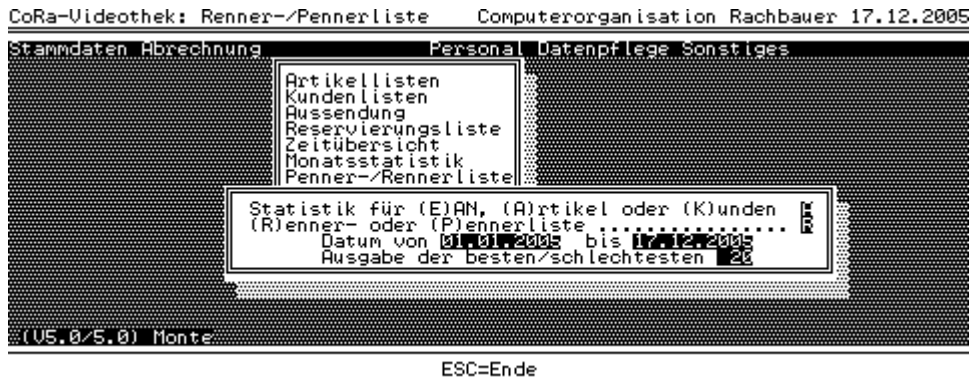 CoRa-Videothek: Renner-/Pennerliste Computerorganisation Rachbauer 17.12.2005
Stammdaten Abrechnung Personal Datenpflege Sonstiges
Artikellisten
Kundenlisten
Aussendung
Reservierungsliste
Zeitübersicht
Monatsstatistik
Penner-/Rennerliste
Statistik für (E)AN, (A)rtikel oder (K)unden
(R)enner- oder (P)ennerliste ................ R
Datum von 01.01.2005 bis 17.12.2005
Ausgabe der besten/schlechtesten 20
(V5.0/5.0) Monte
ESC=Ende